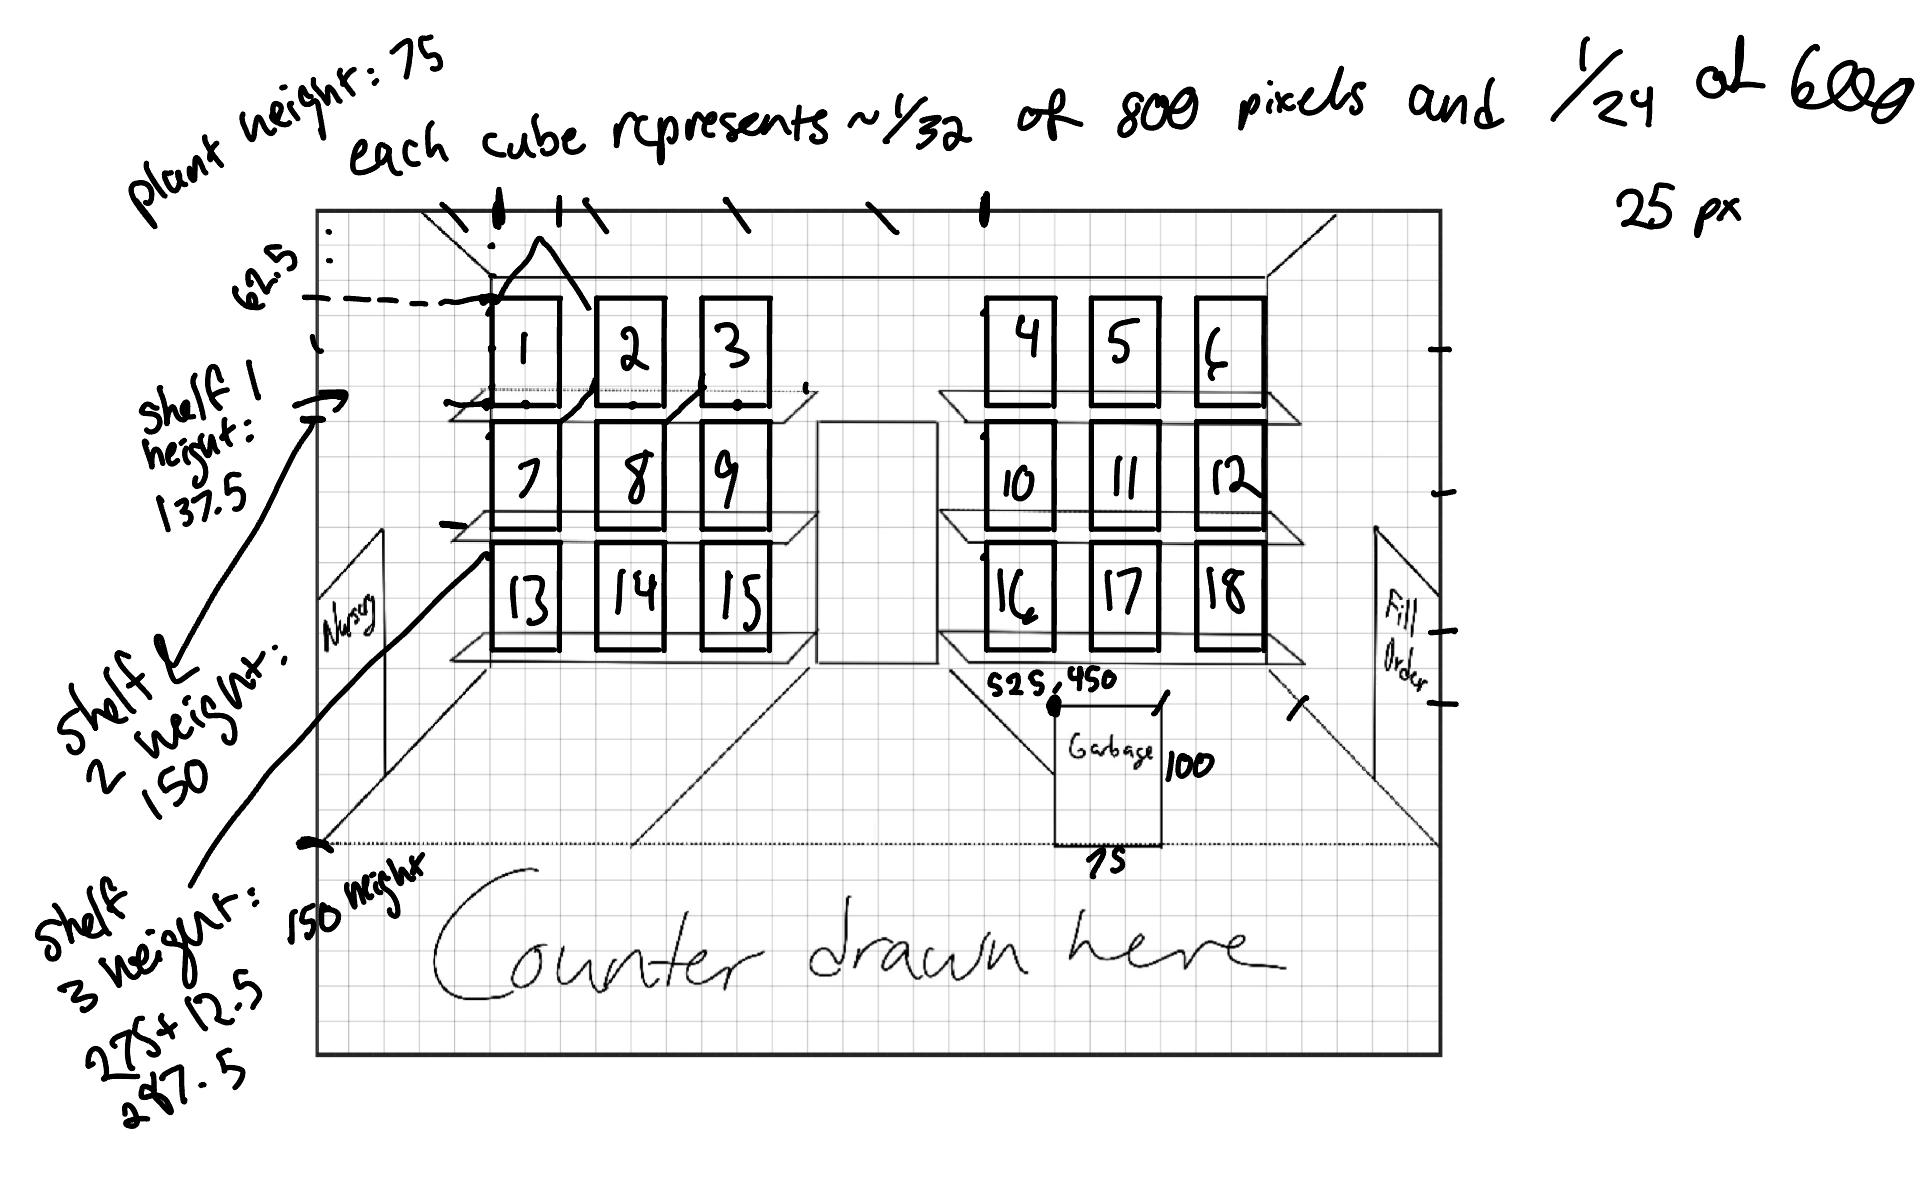 plant height: 75
each cube represents ~1/32 of 800 pixels and 1/24 of 600
25 px
62.5
1 2 3 4 5 6
shelf 1
height:
137.5
7 8 9 10 11 12
13 14 15 16 17 18
Nursery
Fill
Order
shelf
2 height:
150
525, 450
Garbage
100
75
150 height
shelf
3 height:
275+12.5
287.5
Counter drawn here